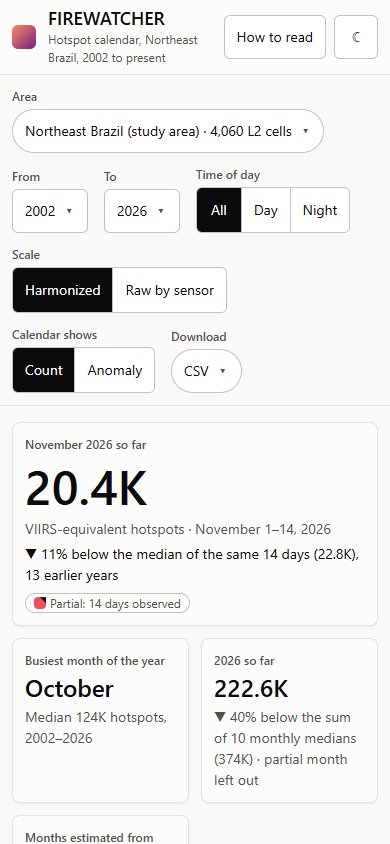 FIREWATCHER
Hotspot calendar, Northeast
Brazil, 2002 to present
How to read
☾
Area
Northeast Brazil (study area) · 4,060 L2 cells ▾
From
To
Time of day
2002 ▾
2026 ▾
All
Day
Night
Scale
Harmonized
Raw by sensor
Calendar shows
Download
Count
Anomaly
CSV ▾
November 2026 so far
20.4K
VIIRS-equivalent hotspots · November 1–14, 2026
▼ 11% below the median of the same 14 days (22.8K),
13 earlier years
Partial: 14 days observed
Busiest month of the year
October
Median 124K hotspots,
2002–2026
2026 so far
222.6K
▼ 40% below the sum
of 10 monthly medians
(374K) · partial month
left out
Months estimated from